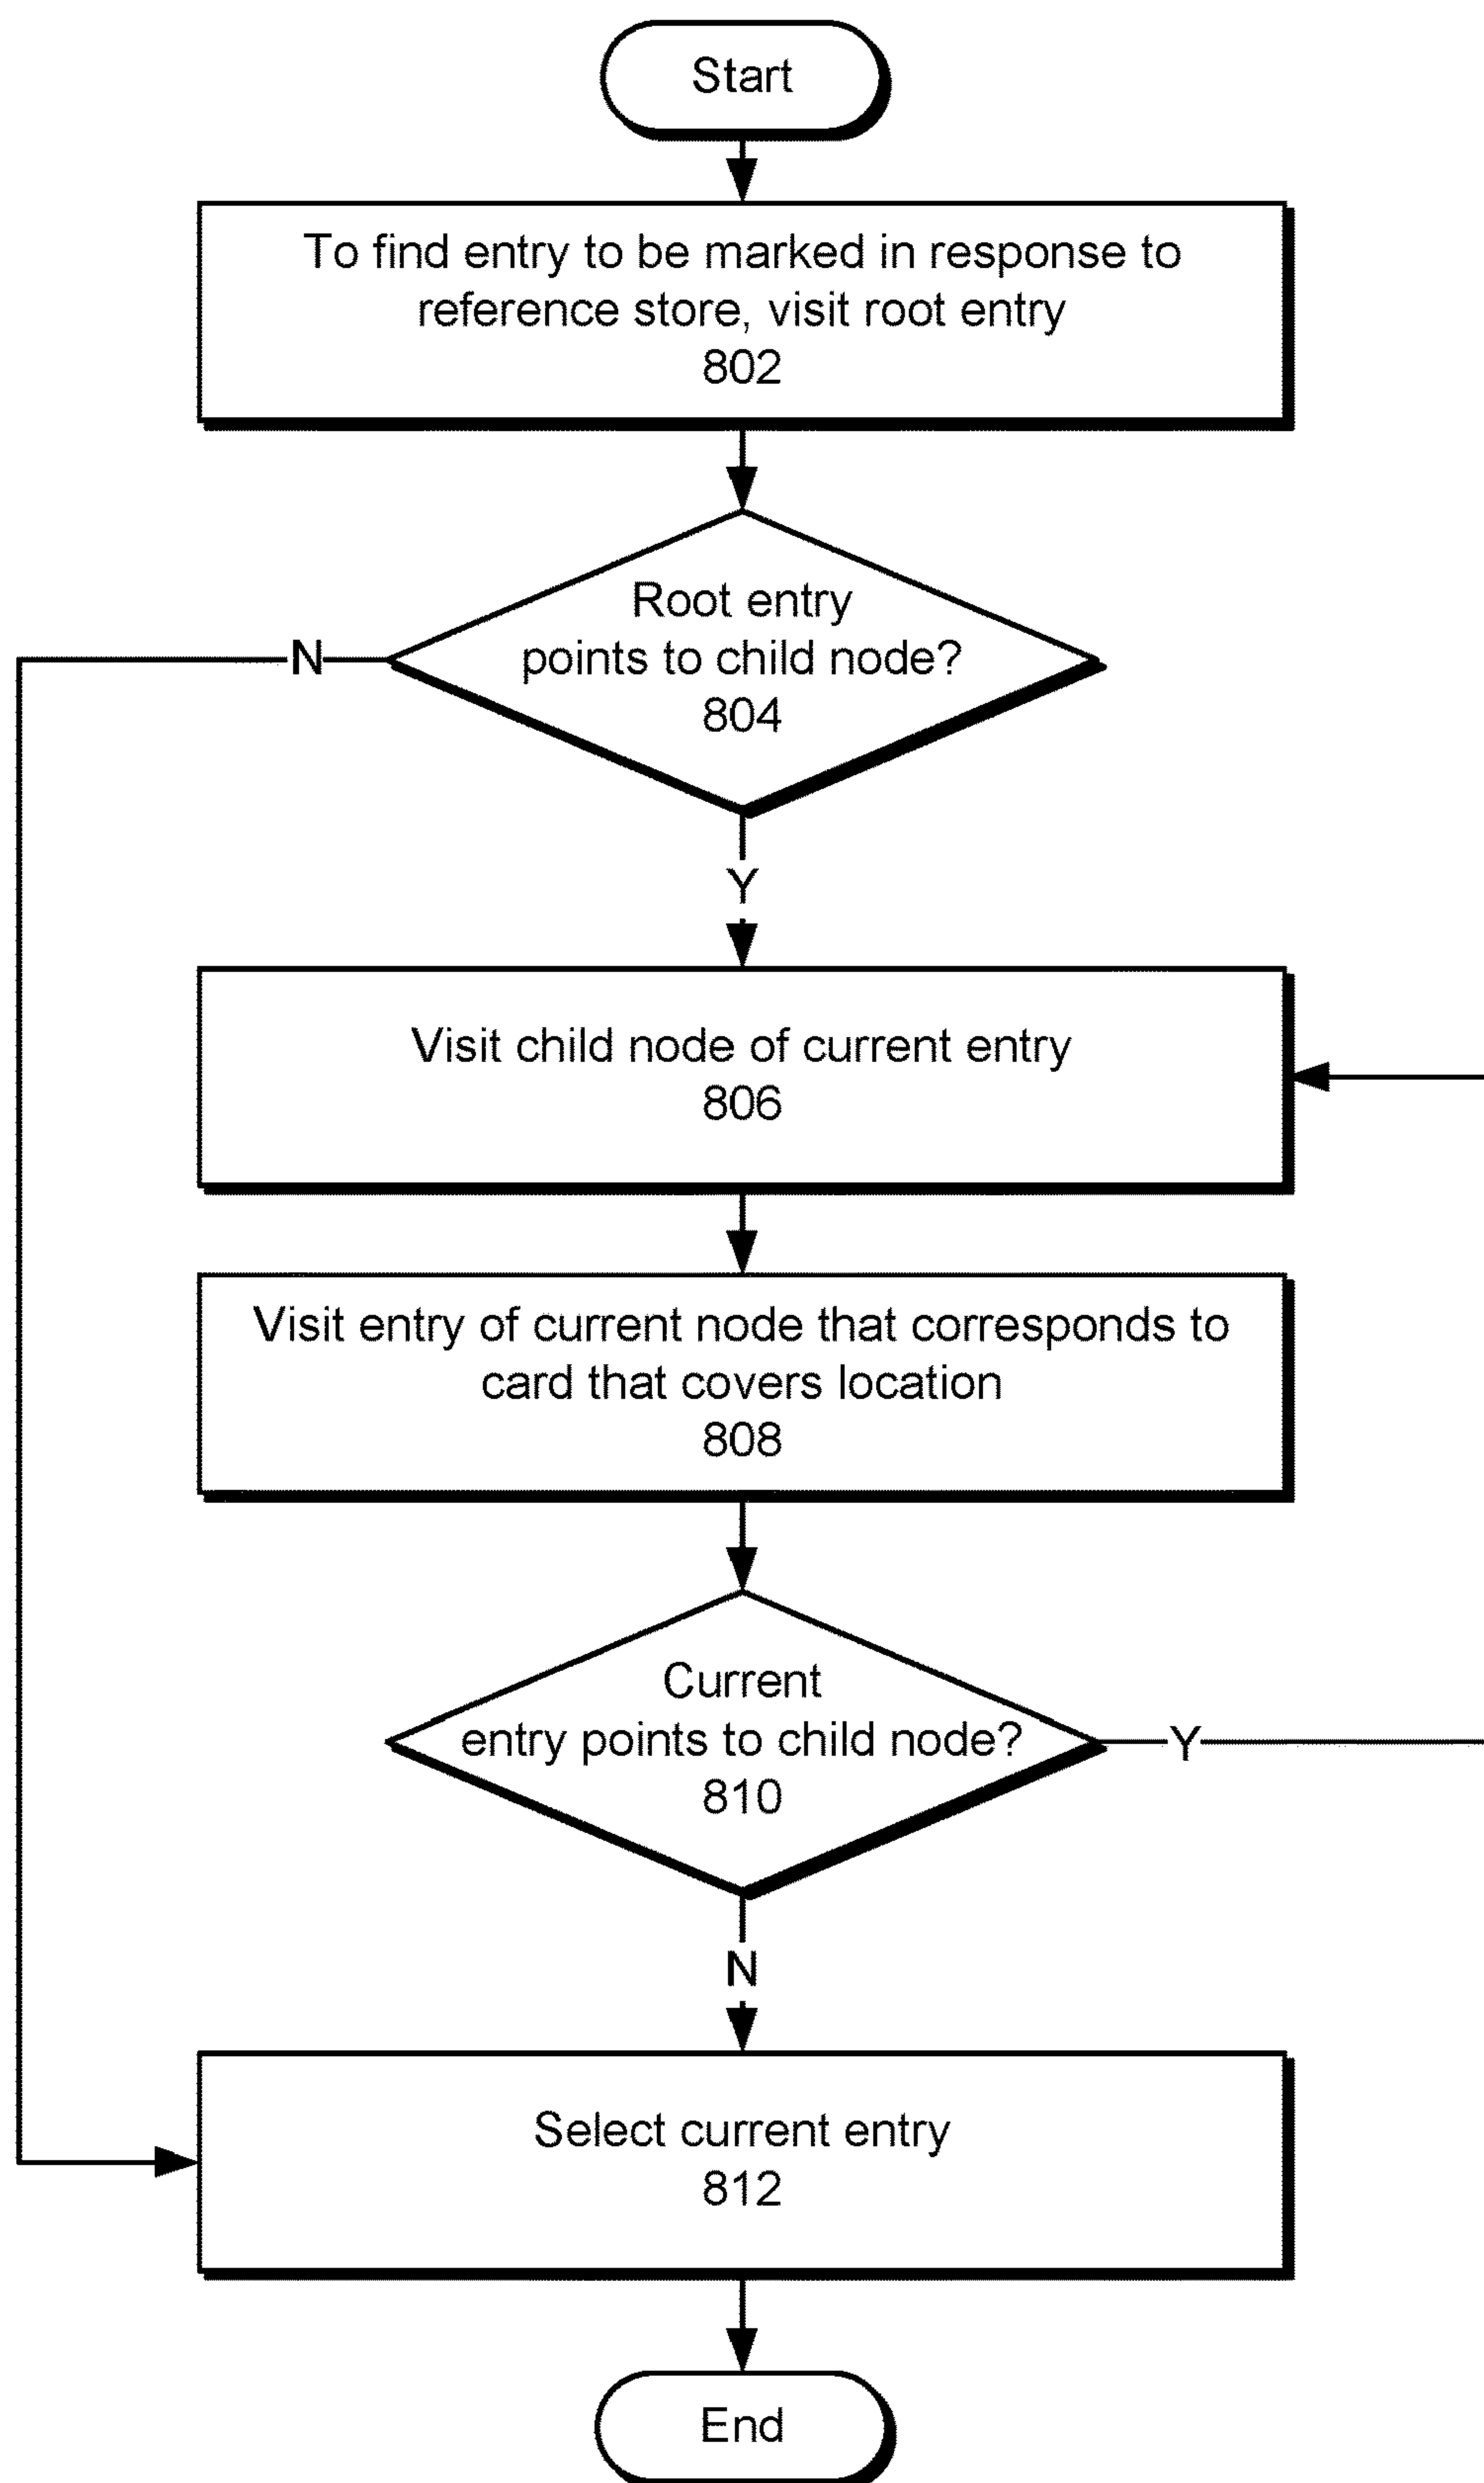 Start
To find entry to be marked in response to
reference store, visit root entry
802
Root entry
points to child node?
804
N
Y
Visit child node of current entry
806
Visit entry of current node that corresponds to
card that covers location
808
Current
entry points to child node?
810
Y
N
Select current entry
812
End